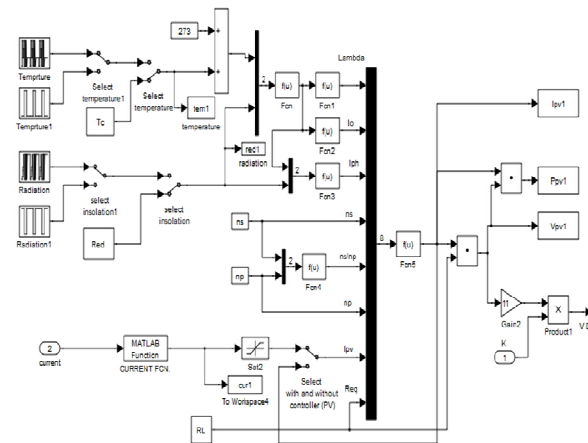 273
Temprture
Select
temperature1
Select
temperature
tem1
temperature
Temprture1
Tc
2
f(u)
Fcn
f(u)
Fcn1
Lambda
f(u)
Fcn2
Io
rec1
radiation
2
f(u)
Fcn3
Iph
Radiation
select
insolation1
select
insolation
Radiation1
Red
ns
ns
np
2
f(u)
Fcn4
ns/np
np
8
f(u)
Fcn5
Ipv1
Ppv1
Vpv1
Gain2
X
Product1
K
1
2
current
MATLAB
Function
CURRENT FCN.
Sat2
cur1
To Workspace4
Select
with and without
controller (PV)
Ipv
Req
RL